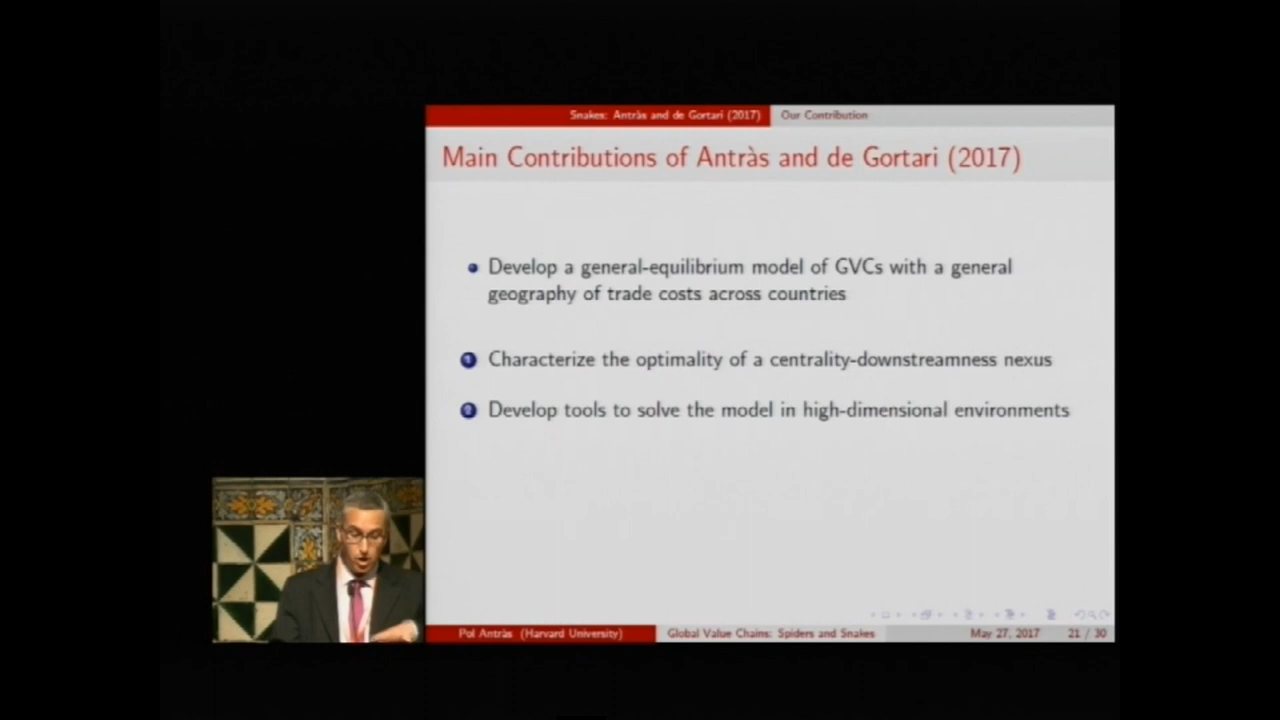 Snakes: Antràs and de Gortari (2017) Our Contribution
Main Contributions of Antràs and de Gortari (2017)
Develop a general-equilibrium model of GVCs with a general
geography of trade costs across countries
1 Characterize the optimality of a centrality-downstreamness nexus
2 Develop tools to solve the model in high-dimensional environments
Pol Antràs (Harvard University) Global Value Chains: Spiders and Snakes May 27, 2017 21 / 30